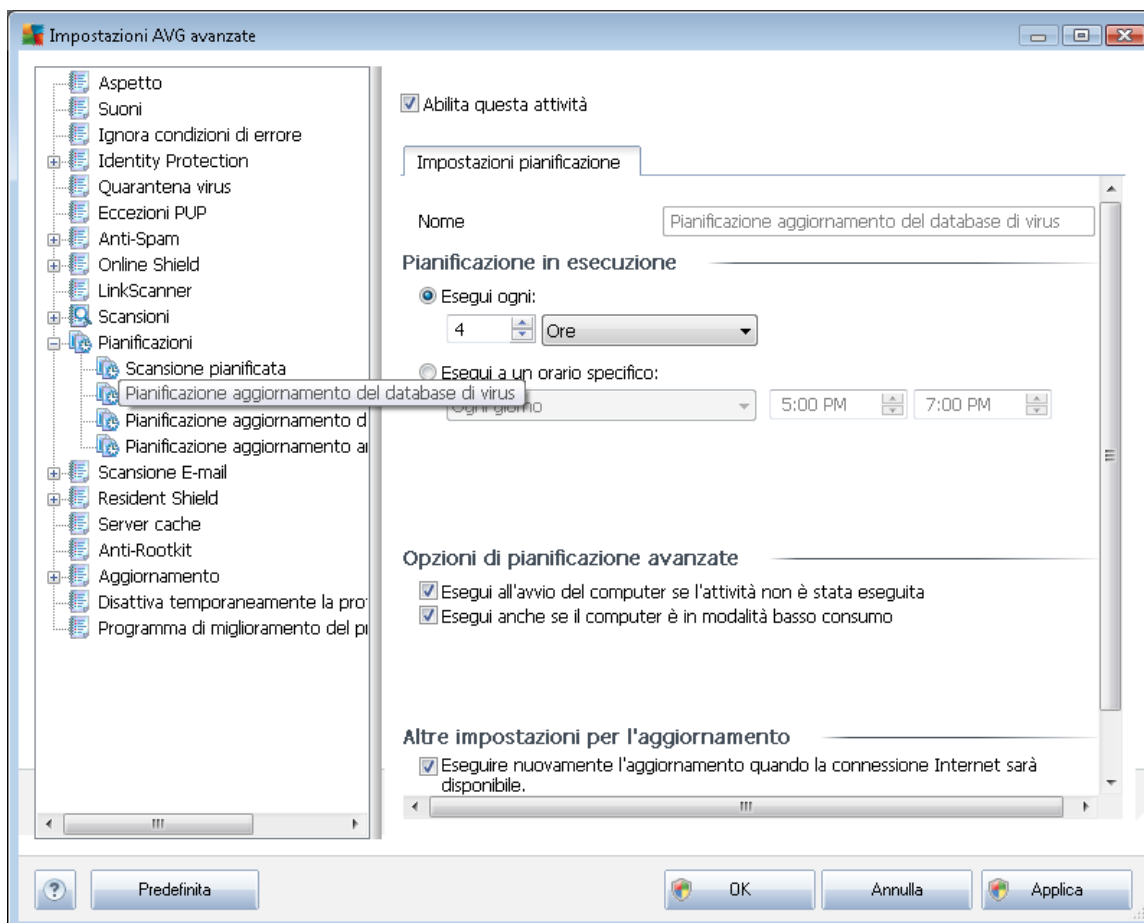 Impostazioni AVG avanzate
Aspetto
Suoni
Ignora condizioni di errore
Identity Protection
Quarantena virus
Eccezioni PUP
Anti-Spam
Online Shield
LinkScanner
Scansioni
Pianificazioni
Scansione pianificata
Pianificazione aggiornamento del database di virus
Pianificazione aggiornamento d
Pianificazione aggiornamento a
Scansione E-mail
Resident Shield
Server cache
Anti-Rootkit
Aggiornamento
Disattiva temporaneamente la pro
Programma di miglioramento del p
Abilita questa attività
Impostazioni pianificazione
Nome
Pianificazione aggiornamento del database di virus
Pianificazione in esecuzione
Esegui ogni:
4 Ore
Esegui a un orario specifico:
Ogni giorno 5:00 PM 7:00 PM
Opzioni di pianificazione avanzate
Esegui all'avvio del computer se l'attività non è stata eseguita
Esegui anche se il computer è in modalità basso consumo
Altre impostazioni per l'aggiornamento
Eseguire nuovamente l'aggiornamento quando la connessione Internet sarà
disponibile.
? Predefinita OK Annulla Applica